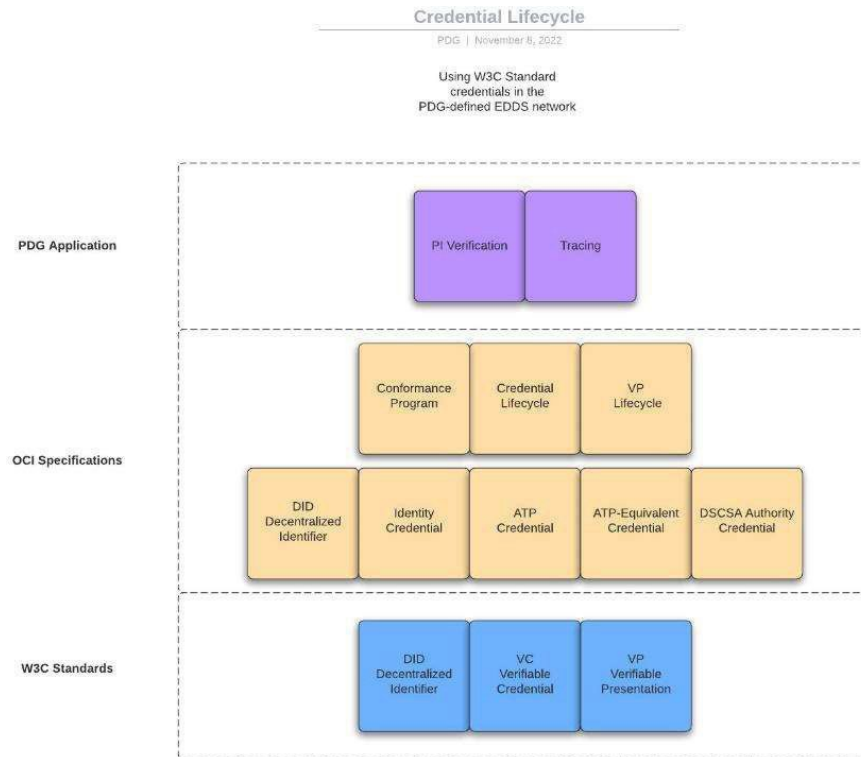 Credential Lifecycle
PDG | November 8, 2022
Using W3C Standard
credentials in the
PDG-defined EDDS network
PDG Application
PI Verification
Tracing
OCI Specifications
Conformance
Program
Credential
Lifecycle
VP
Lifecycle
DID
Decentralized
Identifier
Identity
Credential
ATP
Credential
ATP-Equivalent
Credential
DSCSA Authority
Credential
W3C Standards
DID
Decentralized
Identifier
VC
Verifiable
Credential
VP
Verifiable
Presentation